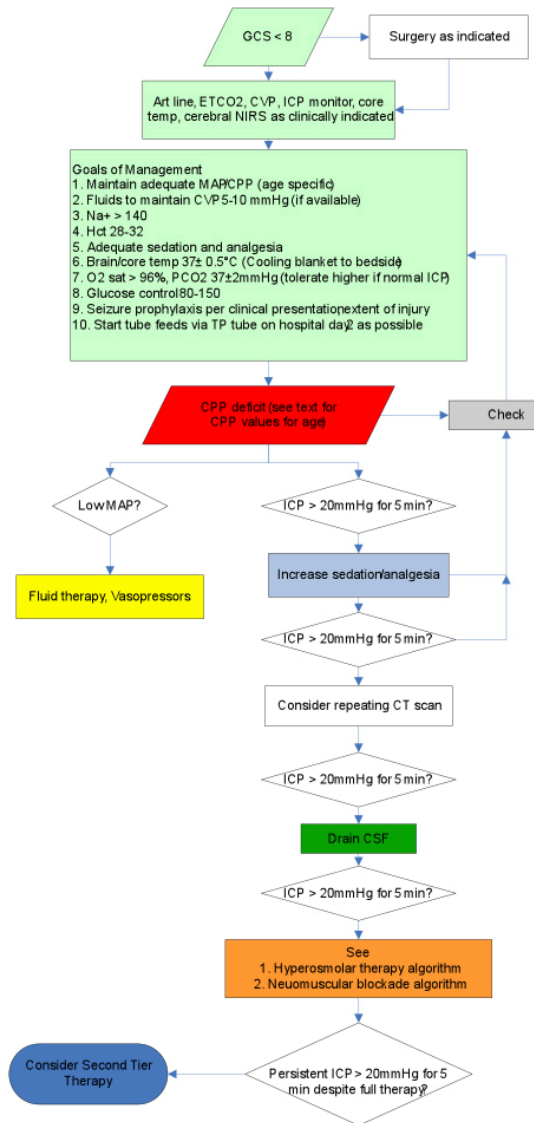 GCS < 8
Surgery as indicated
Art line, ETCO2, CVP, ICP monitor, core
temp, cerebral NIRS as clinically indicated
Goals of Management
1. Maintain adequate MAP/CPP (age specific)
2. Fluids to maintain CVP 5-10 mmHg (if available)
3. Na+ > 140
4. Hct 28-32
5. Adequate sedation and analgesia
6. Brain/core temp 37± 0.5°C (Cooling blanket to bedside)
7. O2 sat > 96%, PCO2 37±2mmHg (tolerate higher if normal ICP)
8. Glucose control 80-150
9. Seizure prophylaxis per clinical presentation, extent of injury
10. Start tube feeds via TP tube on hospital day 2 as possible
CPP deficit (see text for
CPP values for age)
Check
Low MAP?
ICP > 20mmHg for 5 min?
Fluid therapy, Vasopressors
Increase sedation/analgesia
ICP > 20mmHg for 5 min?
Consider repeating CT scan
ICP > 20mmHg for 5 min?
Drain CSF
ICP > 20mmHg for 5 min?
See
1. Hyperosmolar therapy algorithm
2. Neuomuscular blockade algorithm
Consider Second Tier
Therapy
Persistent ICP > 20mmHg for 5
min despite full therapy?